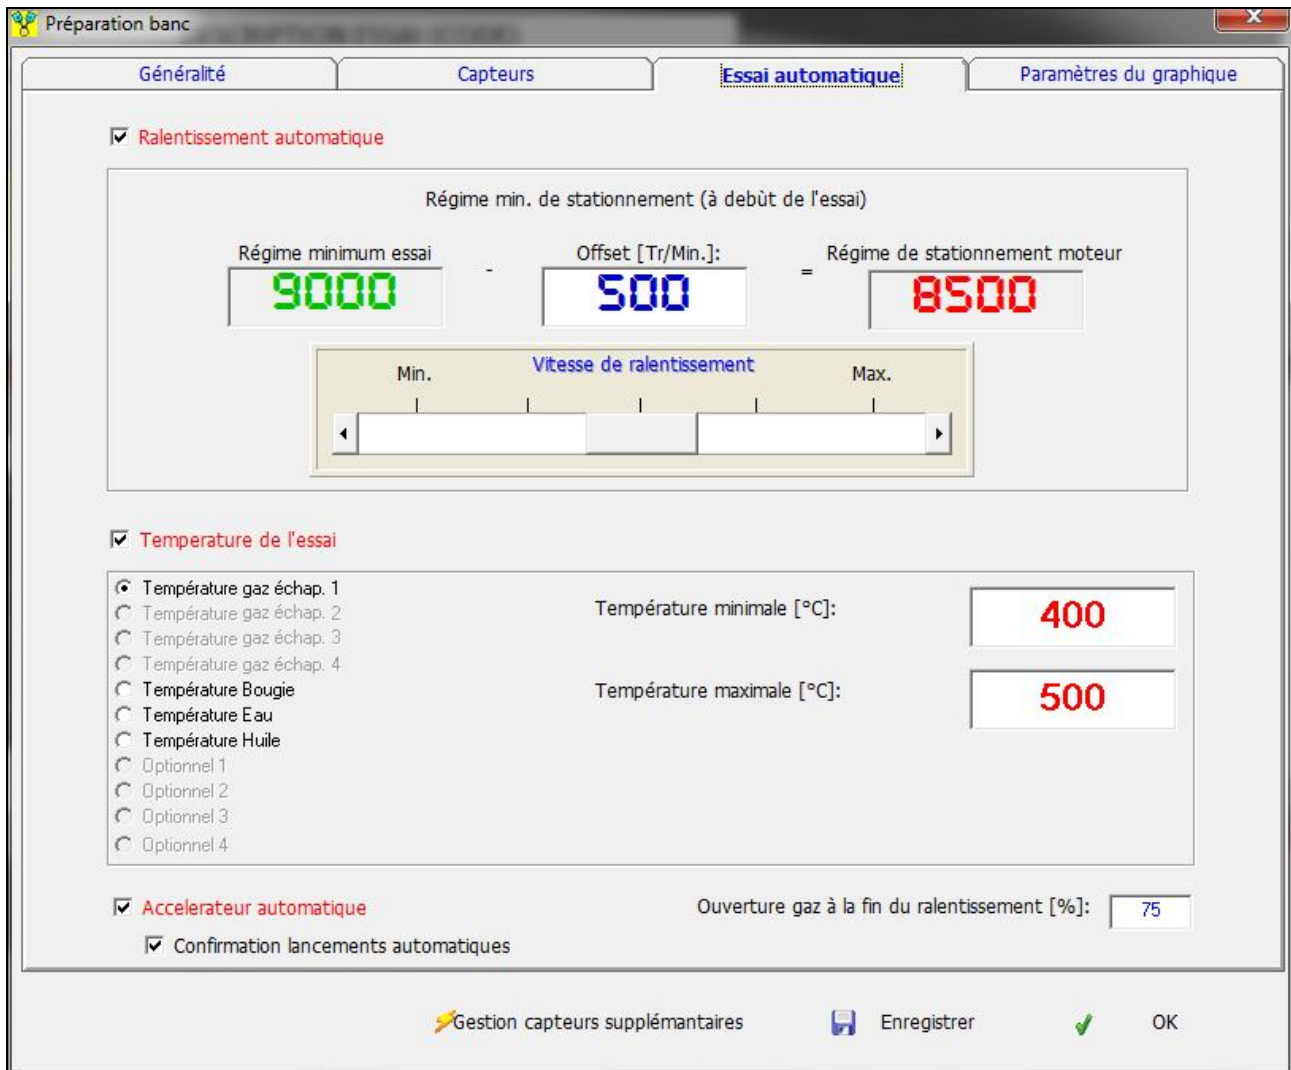 Préparation banc
Généralité Capteurs Essai automatique Paramètres du graphique
Ralentissement automatique
Régime min. de stationnement (à debùt de l'essai)
Régime minimum essai Offset [Tr/Min.]: Régime de stationnement moteur
9000 - 500 = 8500
Vitesse de ralentissement
Min. Max.
Temperature de l'essai
Température gaz échap. 1
Température gaz échap. 2
Température gaz échap. 3
Température gaz échap. 4
Température Bougie
Température Eau
Température Huile
Optionnel 1
Optionnel 2
Optionnel 3
Optionnel 4
Température minimale [°C]: 400
Température maximale [°C]: 500
Accelerateur automatique
Ouverture gaz à la fin du ralentissement [%]: 75
Confirmation lancements automatiques
Gestion capteurs supplémantaires Enregistrer OK